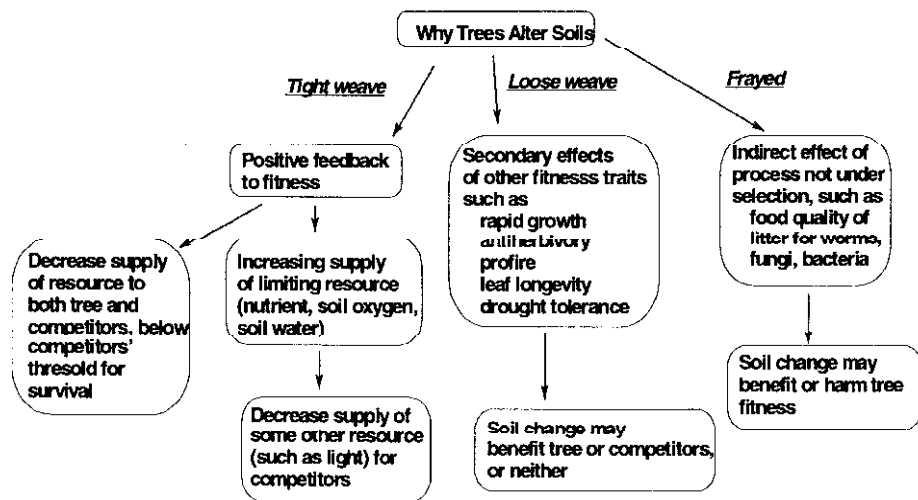 Why Trees Alter Soils
Tight weave
Loose weave
Frayed
Positive feedback
to fitness
Secondary effects
of other fitnesss traits
such as
rapid growth
antiherbivory
profire
leaf longevity
drought tolerance
Indirect effect of
process not under
selection, such as
food quality of
litter for worms,
fungi, bacteria
Decrease supply
of resource to
both tree and
competitors, below
competitors'
thresold for
survival
Increasing supply
of limiting resource
(nutrient, soil oxygen,
soil water)
Decrease supply of
some other resource
(such as light) for
competitors
Soil change may
benefit tree or competitors,
or neither
Soil change may
benefit or harm tree
fitness